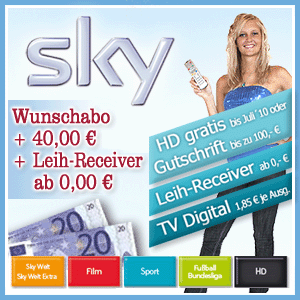 sky
Wunschabo
+ 40,00 €
+ Leih-Receiver
ab 0,00 €
HD gratis bis Juli´10 oder
Gutschrift bis zu 100,- €
Leih-Receiver ab 0,- €
TV Digital 1,85 € je Ausg.
20
20
Sky Welt
Sky Welt Extra
Film
Sport
Fußball
Bundesliga
HD